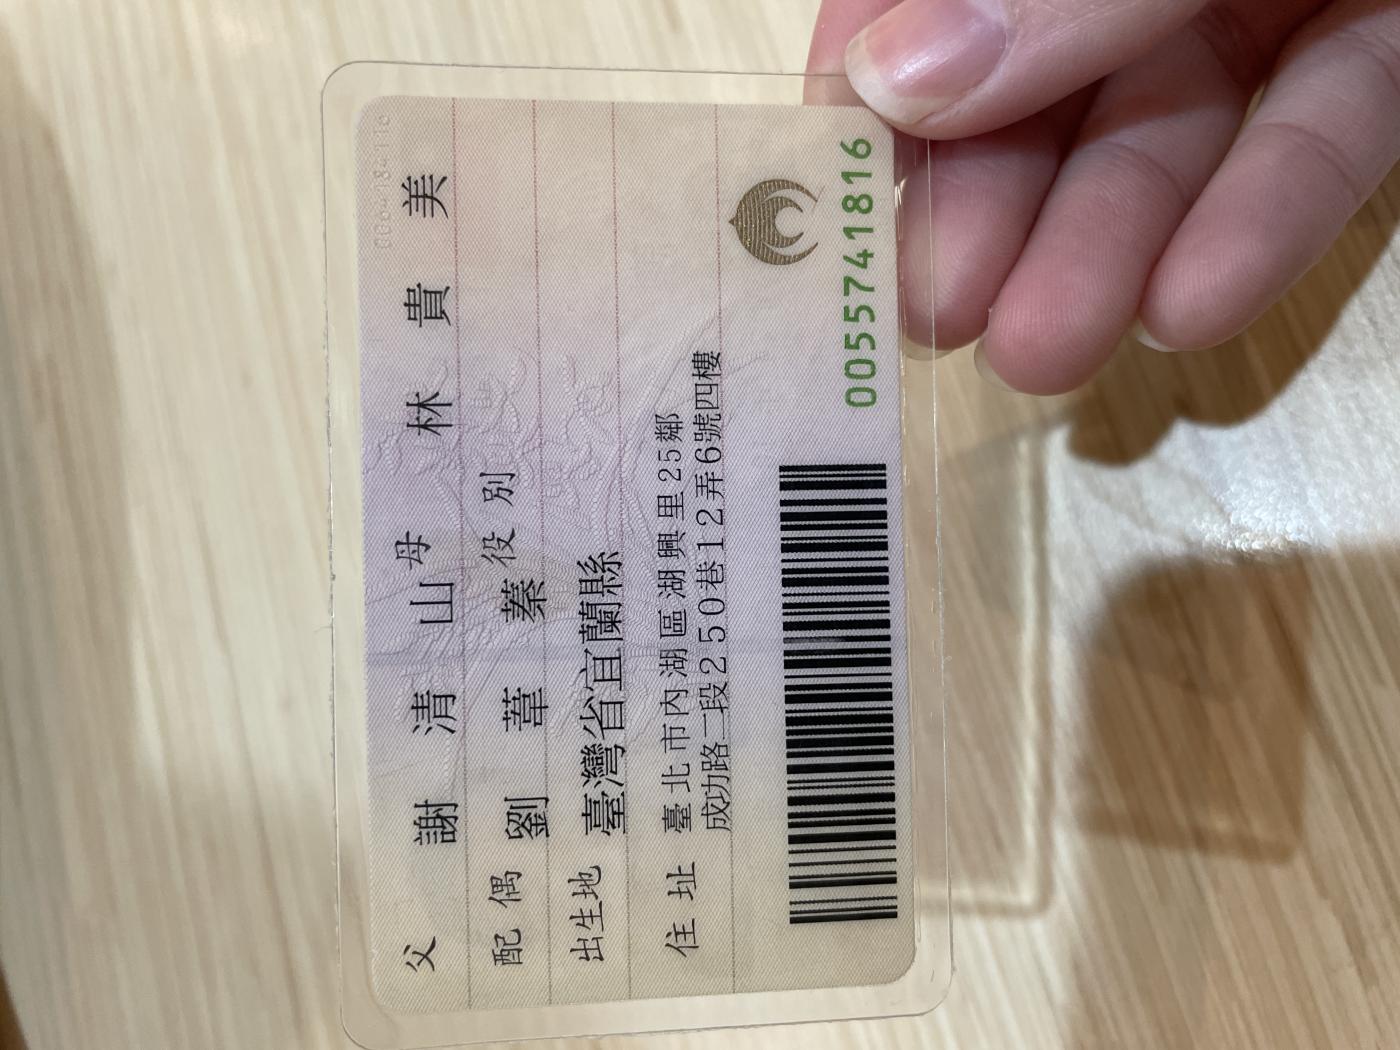 父 謝清山 母 林貴美
配偶 劉葦蓁 役別
出生地 臺灣省宜蘭縣
住址 臺北市內湖區湖興里25鄰
成功路二段250巷12弄6號四樓
0055741816